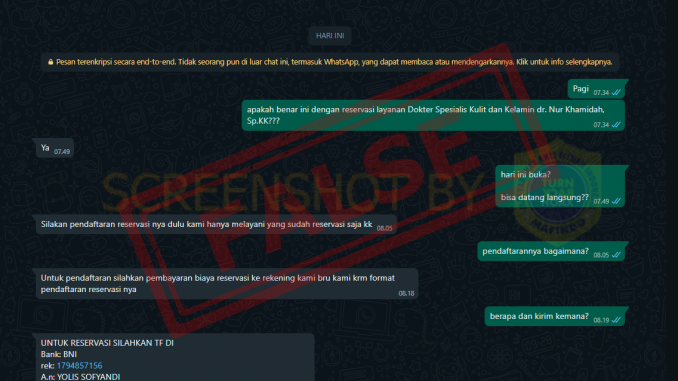 HARI INI
Pesan terenkripsi secara end-to-end. Tidak seorang pun di luar chat ini, termasuk WhatsApp, yang dapat membaca atau mendengarkannya. Klik untuk info selengkapnya.
Pagi
07.34
apakah benar ini dengan reservasi layanan Dokter Spesialis Kulit dan Kelamin dr. Nur Khamidah,
Sp.KK???
07.34
Ya
07.49
hari ini buka?
bisa datang langsung??
07.49
Silakan pendaftaran reservasi nya dulu kami hanya melayani yang sudah reservasi saja kk
08.05
pendaftarannya bagaimana?
08.05
Untuk pendaftaran silahkan pembayaran biaya reservasi ke rekening kami bru kami krm format
pendaftaran reservasi nya
08.18
berapa dan kirim kemana?
08.19
UNTUK RESERVASI SILAHKAN TF DI
Bank: BNI
rek: 1794857156
A.n: YOLIS SOFYANDI
FALSE
SCREENSHOT BY
TURN
BACK
HOAX
MAFINDO